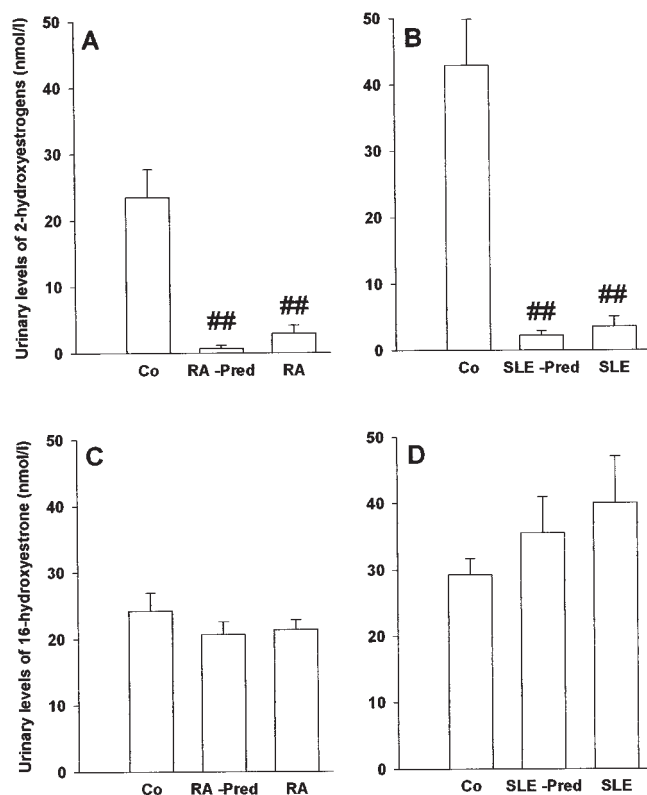 A
Urinary levels of 2-hydroxyestrogens (nmol/l)
50
40
30
20
10
0
##
##
Co RA -Pred RA
B
50
40
30
20
10
0
##
##
Co SLE -Pred SLE
C
Urinary levels of 16-hydroxyestrone (nmol/l)
50
40
30
20
10
0
Co RA -Pred RA
D
50
40
30
20
10
0
Co SLE -Pred SLE